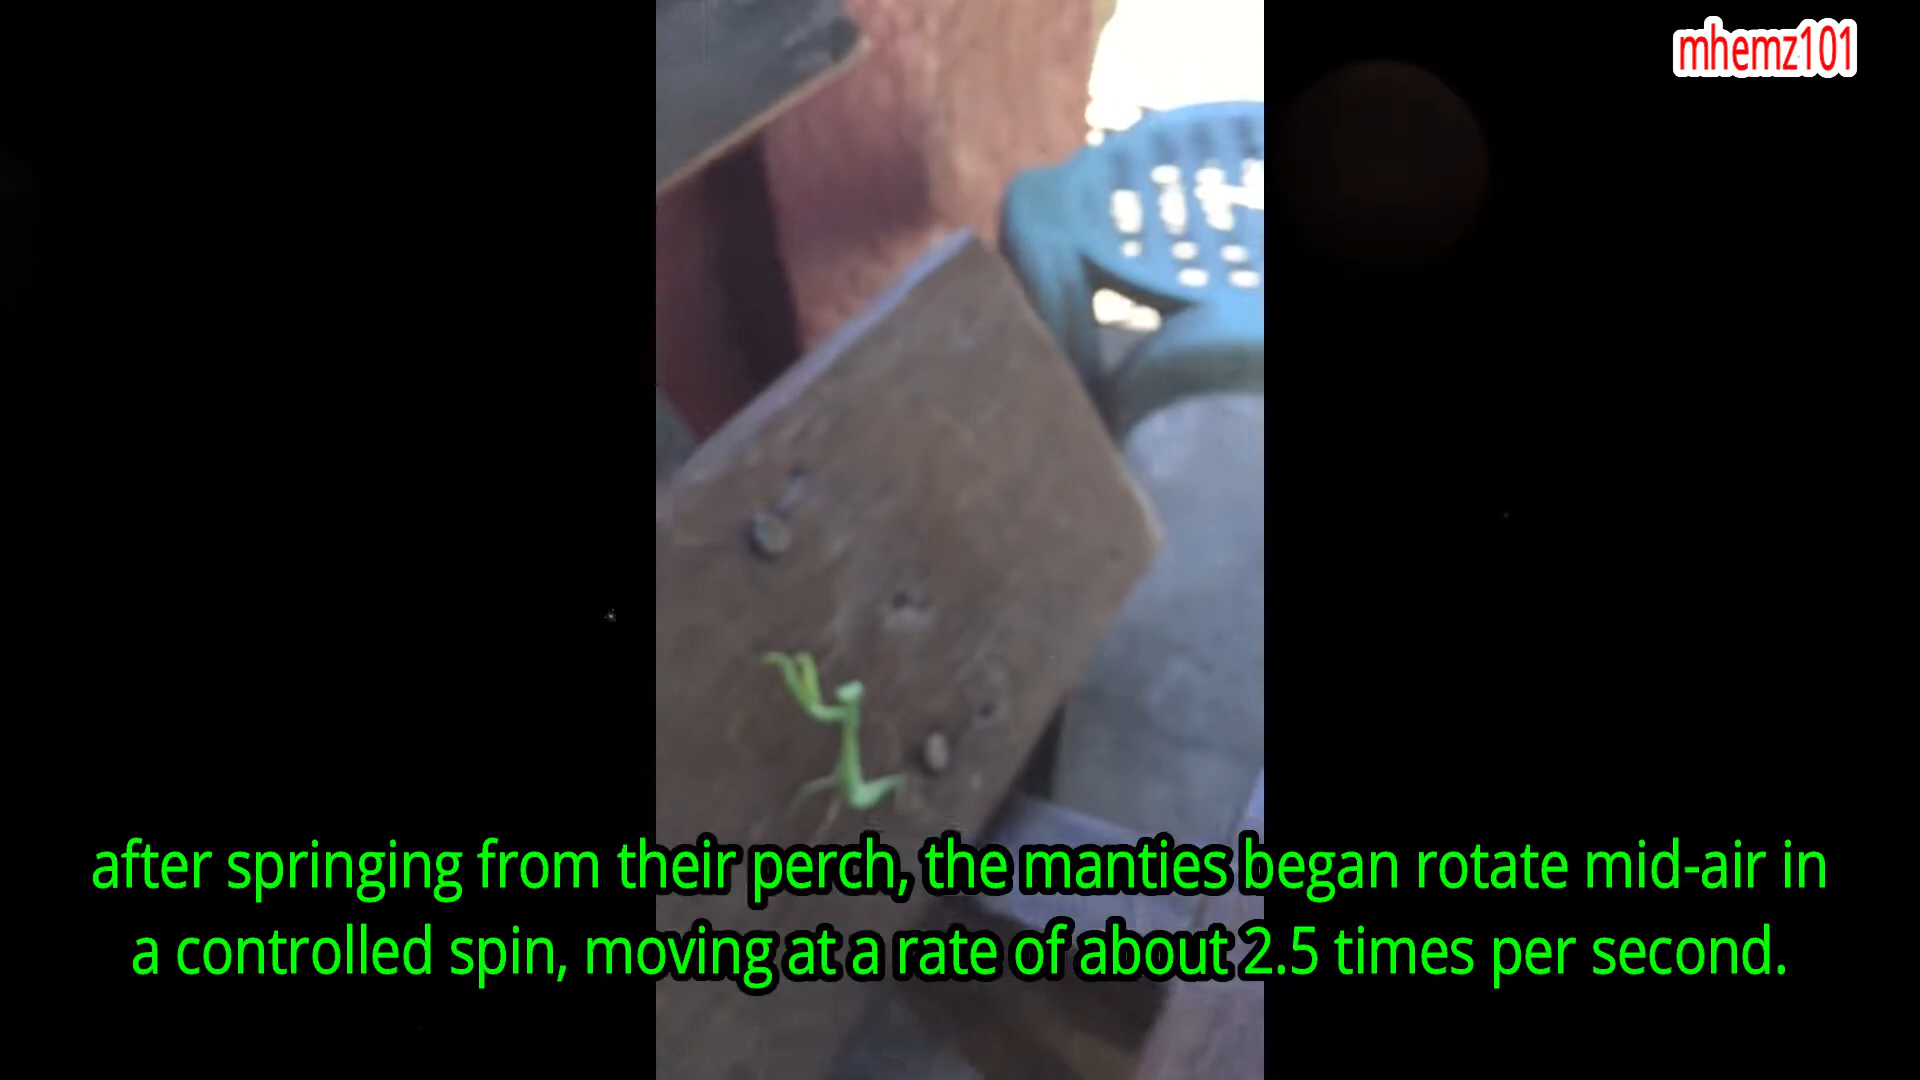 mhemz101
after springing from their perch, the manties began rotate mid-air in
a controlled spin, moving at a rate of about 2.5 times per second.